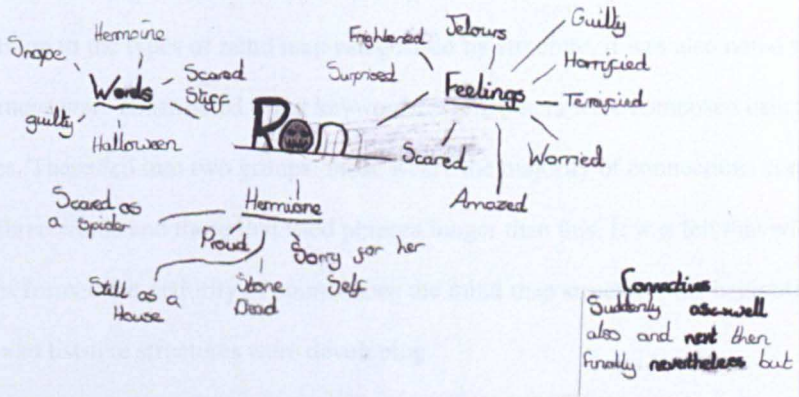 Hermoine
Snape
Words
Scared
Stiff
guilty
Halloween
Ron
Frightened
Jelours
Guilty
Surprised
Feelings
Horrified
Terrified
Scared
Worried
Amazed
Scared as
a Spider
Hermione
Proud
Sorry for her
Self
Still as a
House
Stone
Dead
Connectives
Suddenly as-well
also and next then
finally nevertheless but